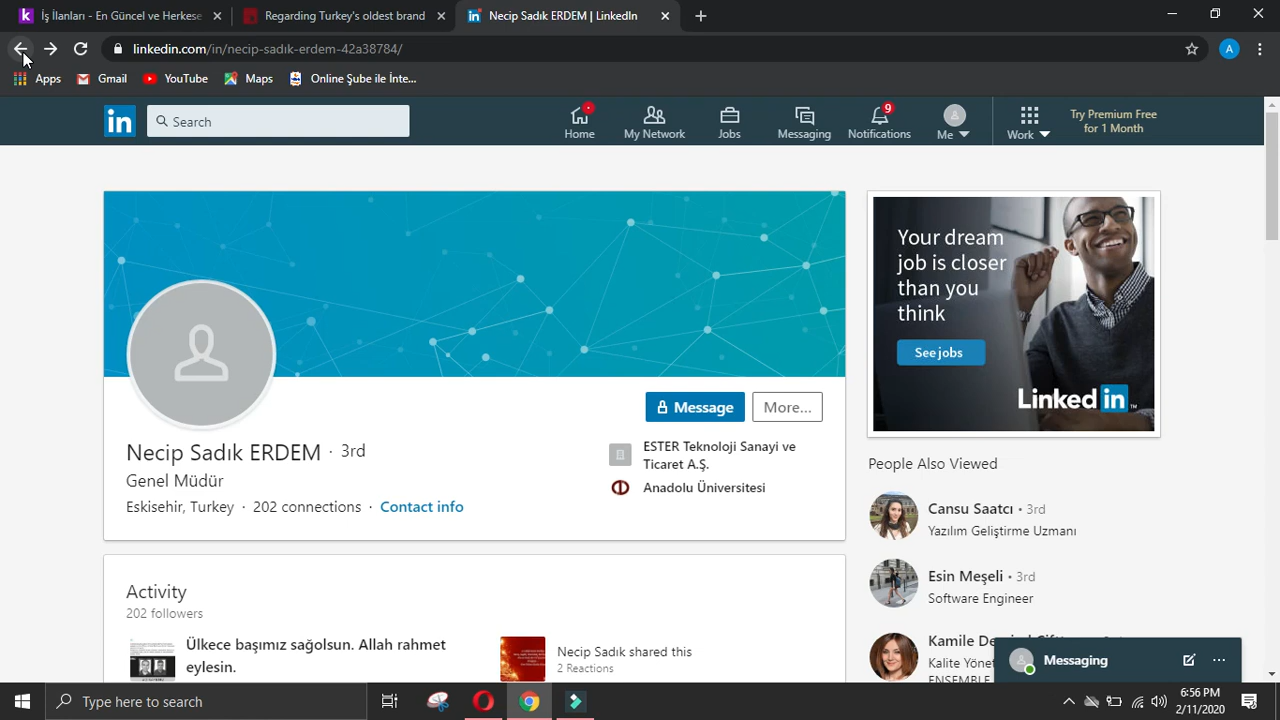 İş İlanları - En Güncel ve Herkese
Regarding Turkey's oldest brand
Necip Sadık ERDEM | LinkedIn
linkedin.com/in/necip-sadık-erdem-42a38784/
A
Apps
Gmail
YouTube
Maps
Online Şube ile İnte...
in
Search
Home
My Network
Jobs
Messaging
9
Notifications
Me
Work
Try Premium Free
for 1 Month
Your dream
job is closer
than you
think
See jobs
Linked in
Message
More...
Necip Sadık ERDEM · 3rd
Genel Müdür
Eskisehir, Turkey · 202 connections · Contact info
ESTER Teknoloji Sanayi ve
Ticaret A.Ş.
Anadolu Üniversitesi
People Also Viewed
Cansu Saatcı • 3rd
Yazılım Geliştirme Uzmanı
Esin Meşeli • 3rd
Software Engineer
Kalite Yönet
ENSEMBLE
Activity
202 followers
Ülkece başımız sağolsun. Allah rahmet
eylesin.
Necip Sadık shared this
2 Reactions
Messaging
Type here to search
6:56 PM
2/11/2020